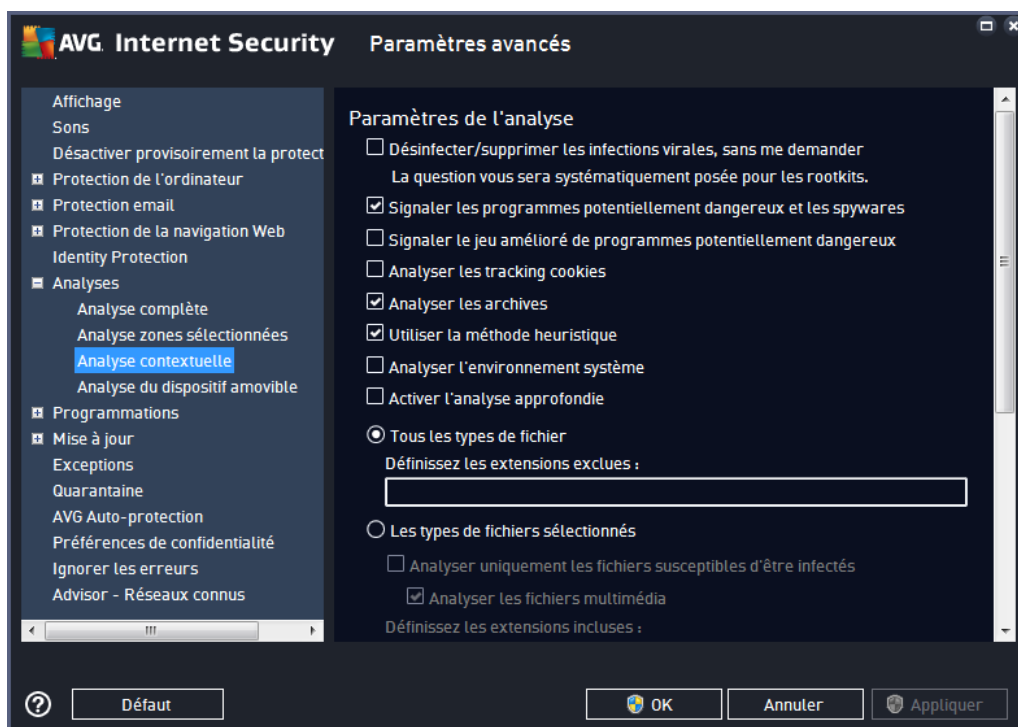 AVG. Internet Security
Paramètres avancés
Affichage
Sons
Désactiver provisoirement la protect
Protection de l'ordinateur
Protection email
Protection de la navigation Web
Identity Protection
Analyses
Analyse complète
Analyse zones sélectionnées
Analyse contextuelle
Analyse du dispositif amovible
Programmations
Mise à jour
Exceptions
Quarantaine
AVG Auto-protection
Préférences de confidentialité
Ignorer les erreurs
Advisor - Réseaux connus
Paramètres de l'analyse
Désinfecter/supprimer les infections virales, sans me demander
La question vous sera systématiquement posée pour les rootkits.
Signaler les programmes potentiellement dangereux et les spywares
Signaler le jeu amélioré de programmes potentiellement dangereux
Analyser les tracking cookies
Analyser les archives
Utiliser la méthode heuristique
Analyser l'environnement système
Activer l'analyse approfondie
Tous les types de fichier
Définissez les extensions exclues :
Les types de fichiers sélectionnés
Analyser uniquement les fichiers susceptibles d'être infectés
Analyser les fichiers multimédia
Définissez les extensions incluses :
? Défaut
OK
Annuler
Appliquer